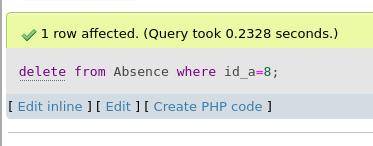 1 row affected. (Query took 0.2328 seconds.)
delete from Absence where id_a=8;
[ Edit inline ] [ Edit ] [ Create PHP code ]